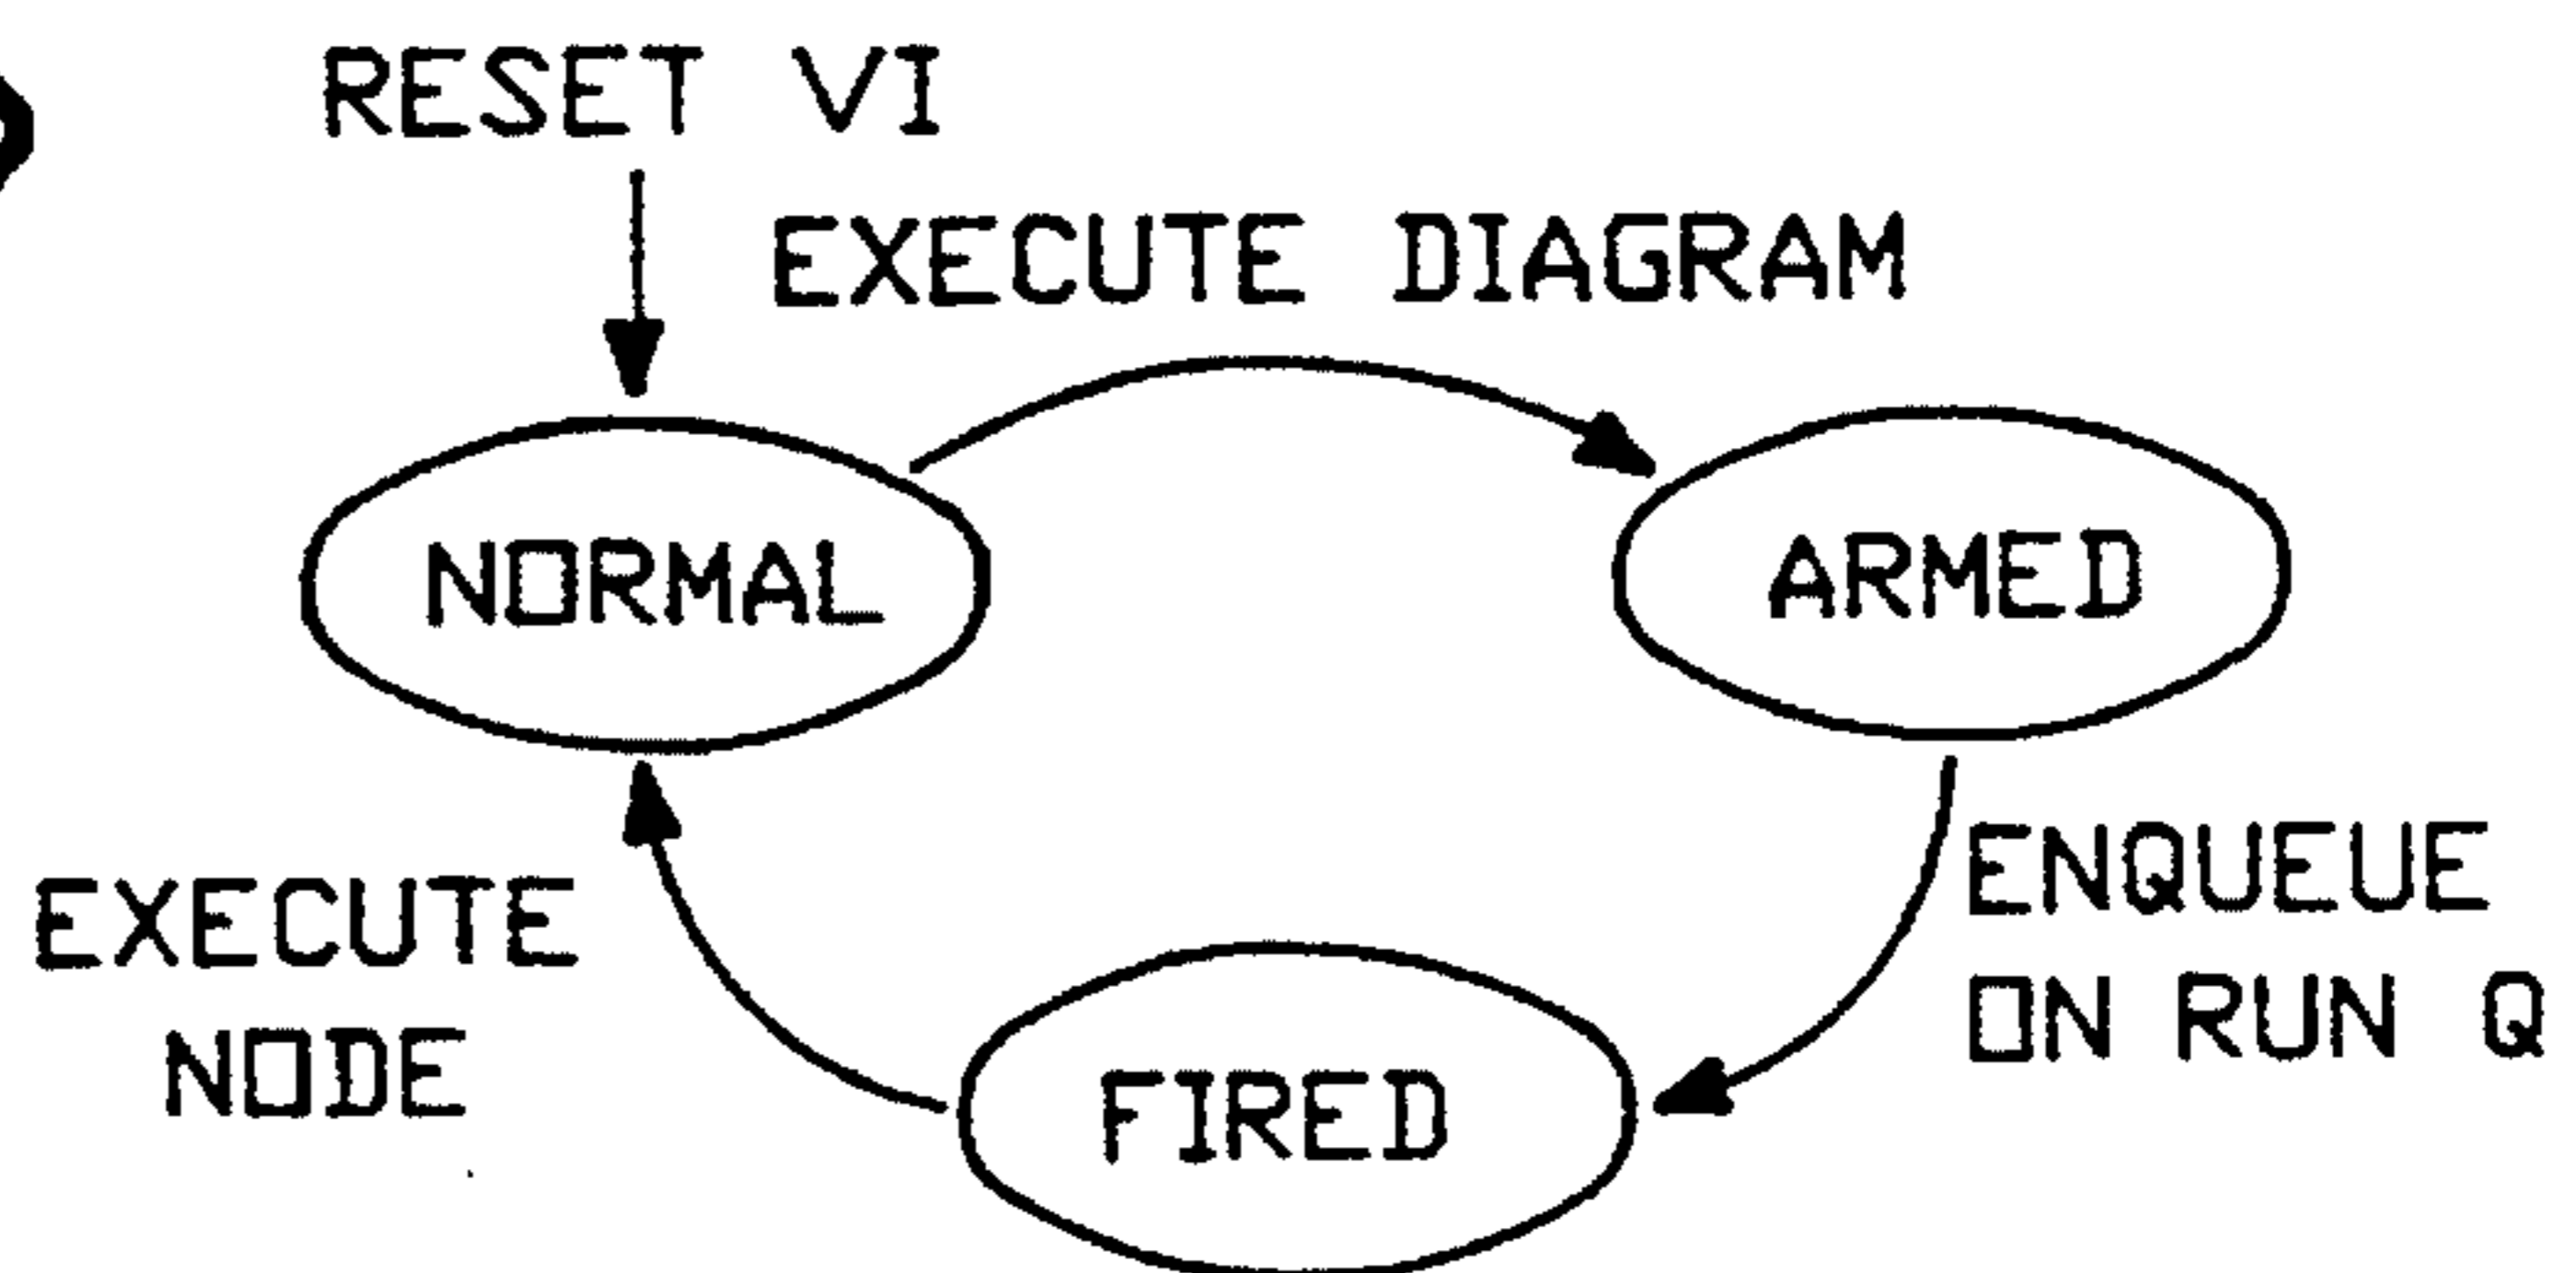 RESET VI
EXECUTE DIAGRAM
NORMAL
ARMED
EXECUTE
NODE
ENQUEUE
ON RUN Q
FIRED